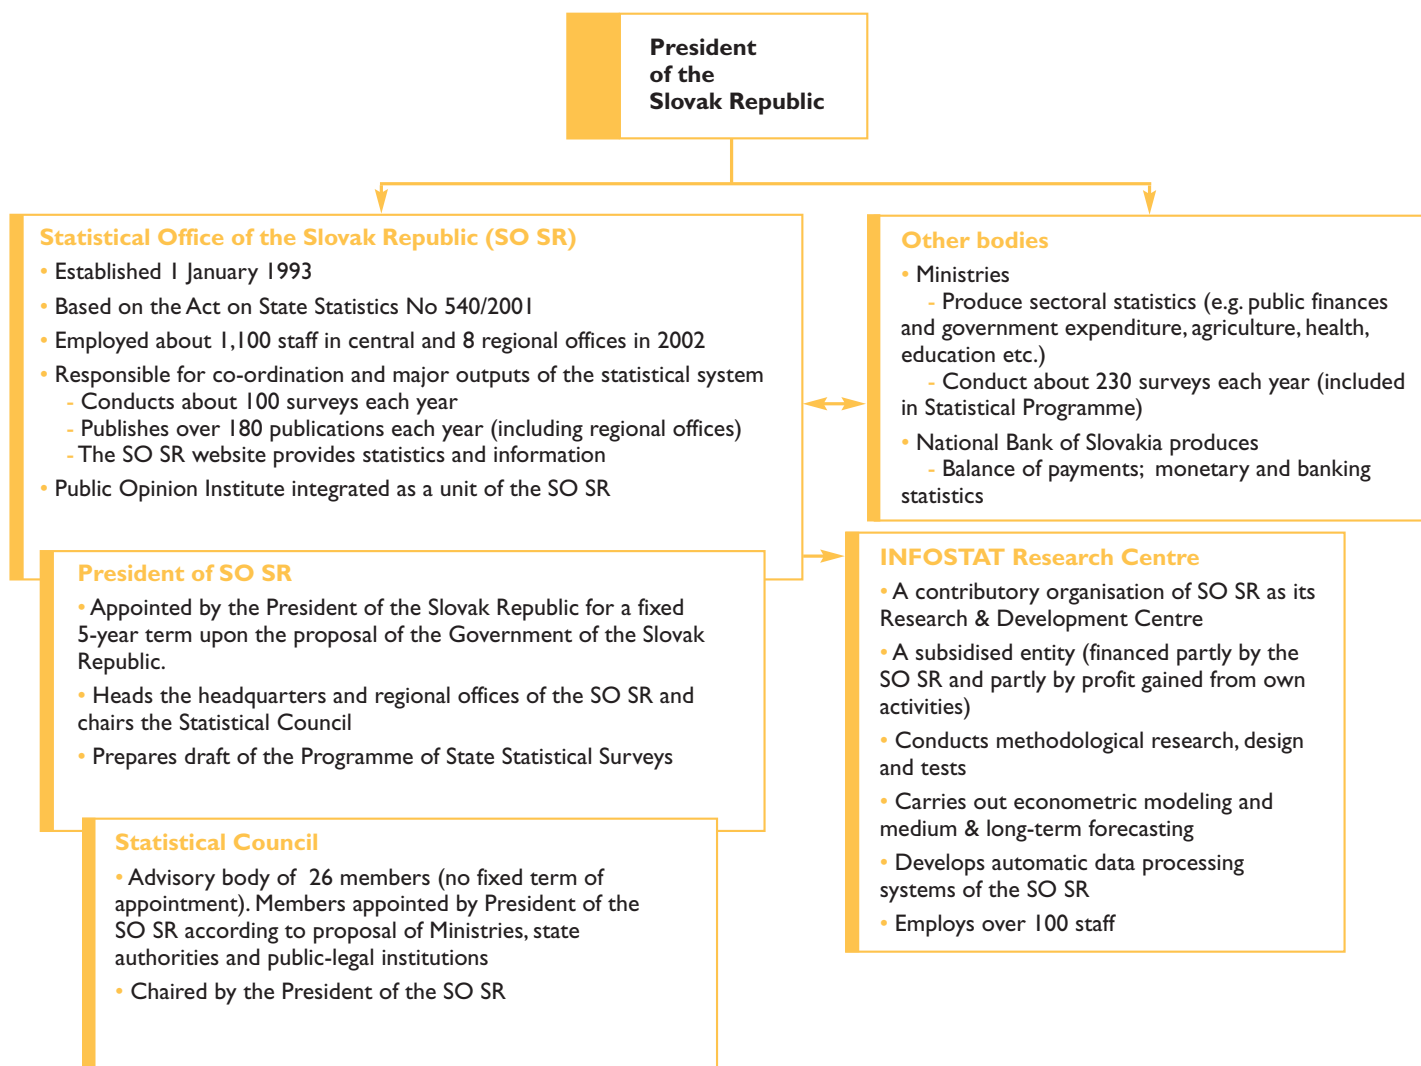 President
of the
Slovak Republic
Statistical Office of the Slovak Republic (SO SR)
• Established 1 January 1993
• Based on the Act on State Statistics No 540/2001
• Employed about 1,100 staff in central and 8 regional offices in 2002
• Responsible for co-ordination and major outputs of the statistical system
- Conducts about 100 surveys each year
- Publishes over 180 publications each year (including regional offices)
- The SO SR website provides statistics and information
• Public Opinion Institute integrated as a unit of the SO SR
Other bodies
• Ministries
- Produce sectoral statistics (e.g. public finances
and government expenditure, agriculture, health,
education etc.)
- Conduct about 230 surveys each year (included
in Statistical Programme)
• National Bank of Slovakia produces
- Balance of payments; monetary and banking
statistics
President of SO SR
• Appointed by the President of the Slovak Republic for a fixed
5-year term upon the proposal of the Government of the Slovak
Republic.
• Heads the headquarters and regional offices of the SO SR and
chairs the Statistical Council
• Prepares draft of the Programme of State Statistical Surveys
INFOSTAT Research Centre
• A contributory organisation of SO SR as its
Research & Development Centre
• A subsidised entity (financed partly by the
SO SR and partly by profit gained from own
activities)
• Conducts methodological research, design
and tests
• Carries out econometric modeling and
medium & long-term forecasting
• Develops automatic data processing
systems of the SO SR
• Employs over 100 staff
Statistical Council
• Advisory body of 26 members (no fixed term of
appointment). Members appointed by President of the
SO SR according to proposal of Ministries, state
authorities and public-legal institutions
• Chaired by the President of the SO SR